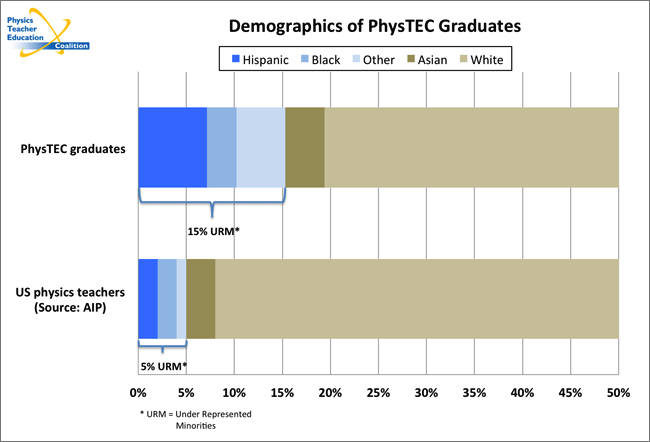 Physics
Teacher
Education
Coalition
Demographics of PhysTEC Graduates
Hispanic Black Other Asian White
PhysTEC graduates
15% URM*
US physics teachers
(Source: AIP)
5% URM*
0% 5% 10% 15% 20% 25% 30% 35% 40% 45% 50%
* URM = Under Represented
Minorities